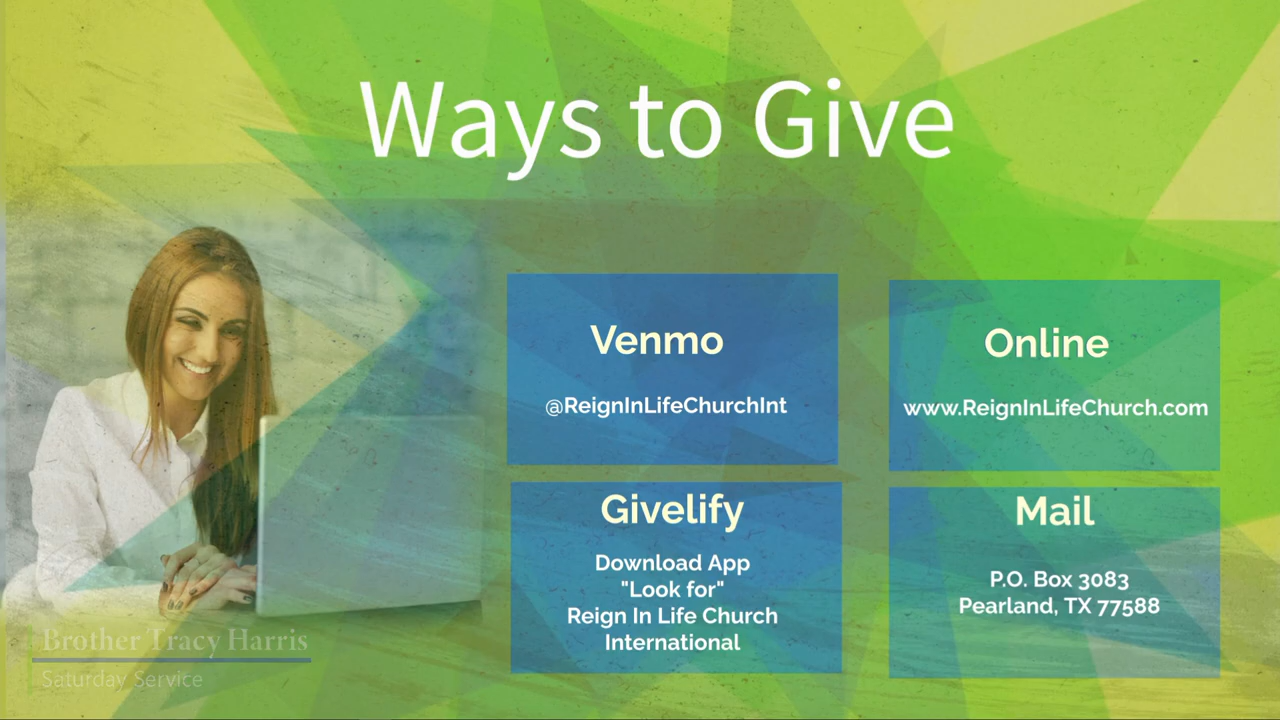 Ways to Give
Venmo
@ReignInLifeChurchInt
Online
www.ReignInLifeChurch.com
Givelify
Download App
"Look for"
Reign In Life Church
International
Mail
P.O. Box 3083
Pearland, TX 77588
Brother Tracy Harris
Saturday Service